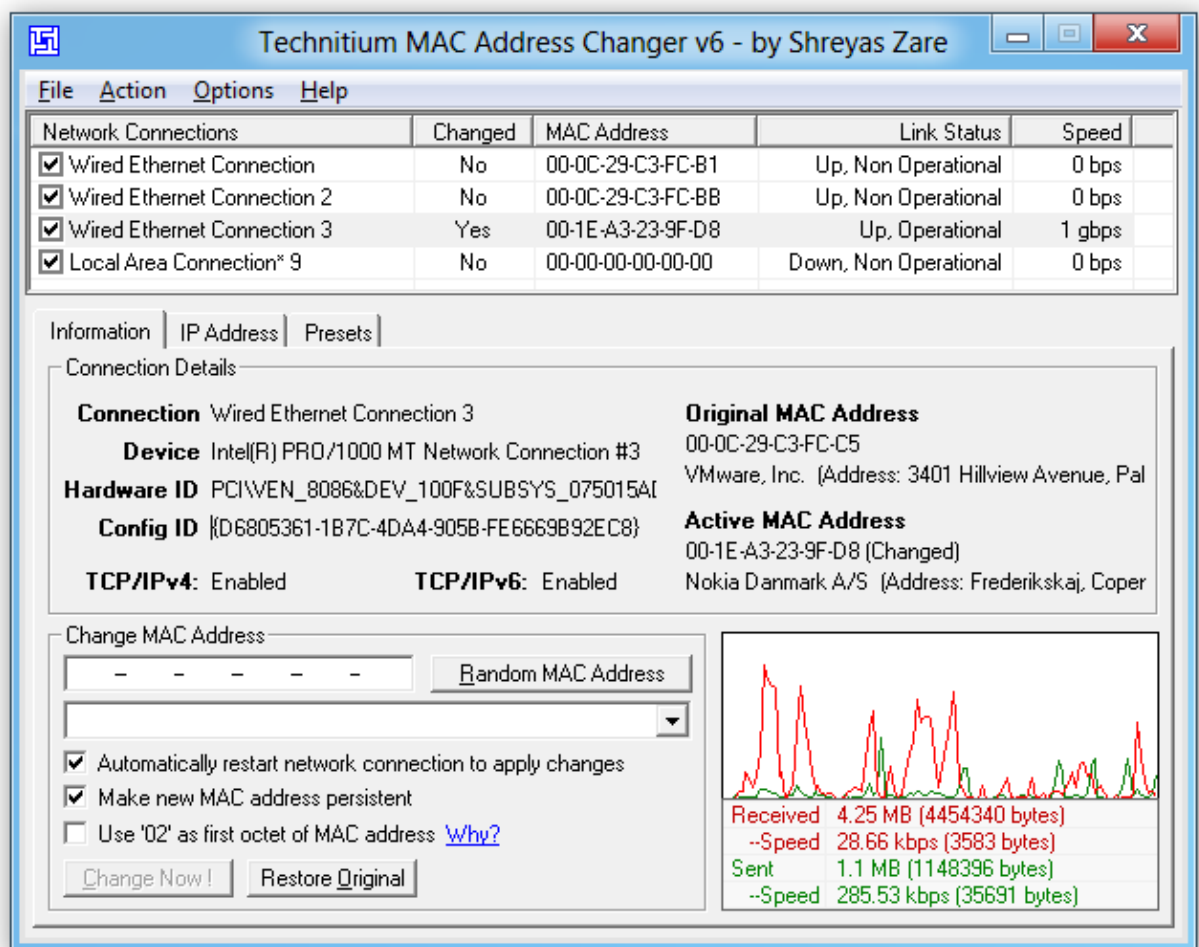 Technitium MAC Address Changer v6 - by Shreyas Zare
File Action Options Help
Network Connections Changed MAC Address Link Status Speed
Wired Ethernet Connection No 00-0C-29-C3-FC-B1 Up, Non Operational 0 bps
Wired Ethernet Connection 2 No 00-0C-29-C3-FC-BB Up, Non Operational 0 bps
Wired Ethernet Connection 3 Yes 00-1E-A3-23-9F-D8 Up, Operational 1 gbps
Local Area Connection* 9 No 00-00-00-00-00-00 Down, Non Operational 0 bps
Information IP Address Presets
Connection Details
Connection Wired Ethernet Connection 3
Device Intel(R) PRO/1000 MT Network Connection #3
Hardware ID PCI\VEN_8086&DEV_100F&SUBSYS_075015AD
Config ID {D6805361-1B7C-4DA4-905B-FE6669B92EC8}
TCP/IPv4: Enabled TCP/IPv6: Enabled
Original MAC Address
00-0C-29-C3-FC-C5
VMware, Inc. (Address: 3401 Hillview Avenue, Pal
Active MAC Address
00-1E-A3-23-9F-D8 (Changed)
Nokia Danmark A/S (Address: Frederikskaj, Coper
Change MAC Address
- - - - -
Random MAC Address
Automatically restart network connection to apply changes
Make new MAC address persistent
Use '02' as first octet of MAC address Why?
Change Now ! Restore Original
Received 4.25 MB (4454340 bytes)
--Speed 28.66 kbps (3583 bytes)
Sent 1.1 MB (1148396 bytes)
--Speed 285.53 kbps (35691 bytes)